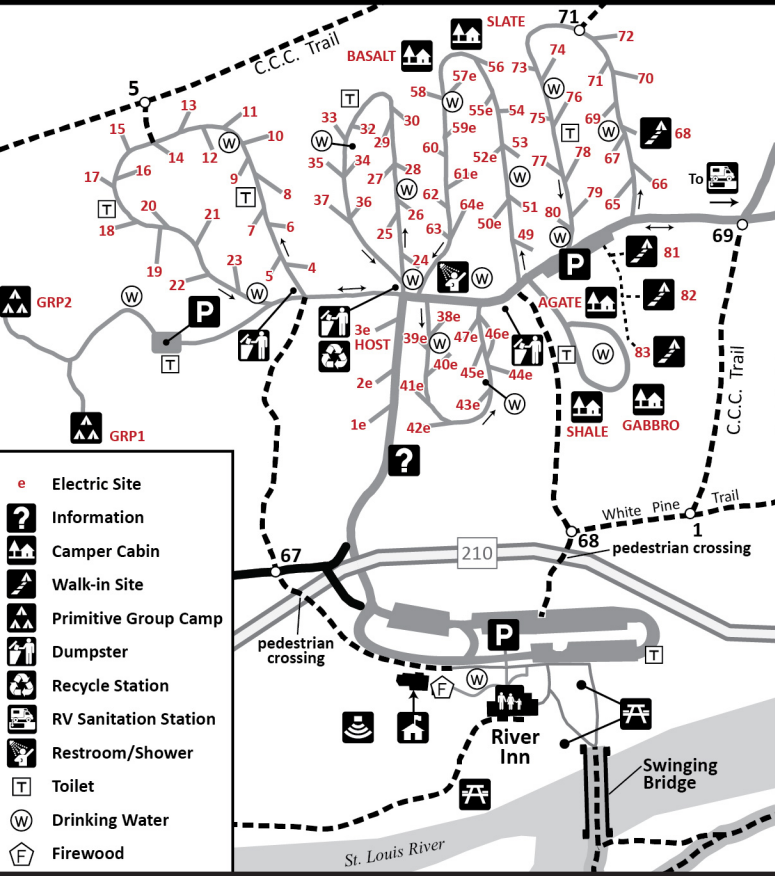 71
SLATE
72
C.C.C. Trail
BASALT
74
73
56
57e
71
70
5
58
W
W
76
13
11
T
55e
54
33
32
30
75
69
W
68
15
W
10
W
59e
T
14
12
29
60
53
67
16
35
34
28
52e
78
77
17
9
27
61e
W
66
To
8
W
T
62
T
37
36
26
64e
51
79
65
20
21
7
6
25
63
50e
80
18
49
W
69
23
24
P
81
19
5
4
W
W
22
W
W
AGATE
82
GRP2
P
38e
3e
HOST
39e
W
47e
46e
T
T
W
83
40e
45e
44e
2e
41e
43e
W
SHALE
GABBRO
C.C.C. Trail
1e
42e
GRP1
?
e Electric Site
? Information
Camper Cabin
Walk-in Site
Primitive Group Camp
Dumpster
Recycle Station
RV Sanitation Station
Restroom/Shower
T Toilet
W Drinking Water
F Firewood
White Pine Trail
1
68
pedestrian crossing
210
67
pedestrian
crossing
P
T
W
F
River
Inn
Swinging
Bridge
St. Louis River